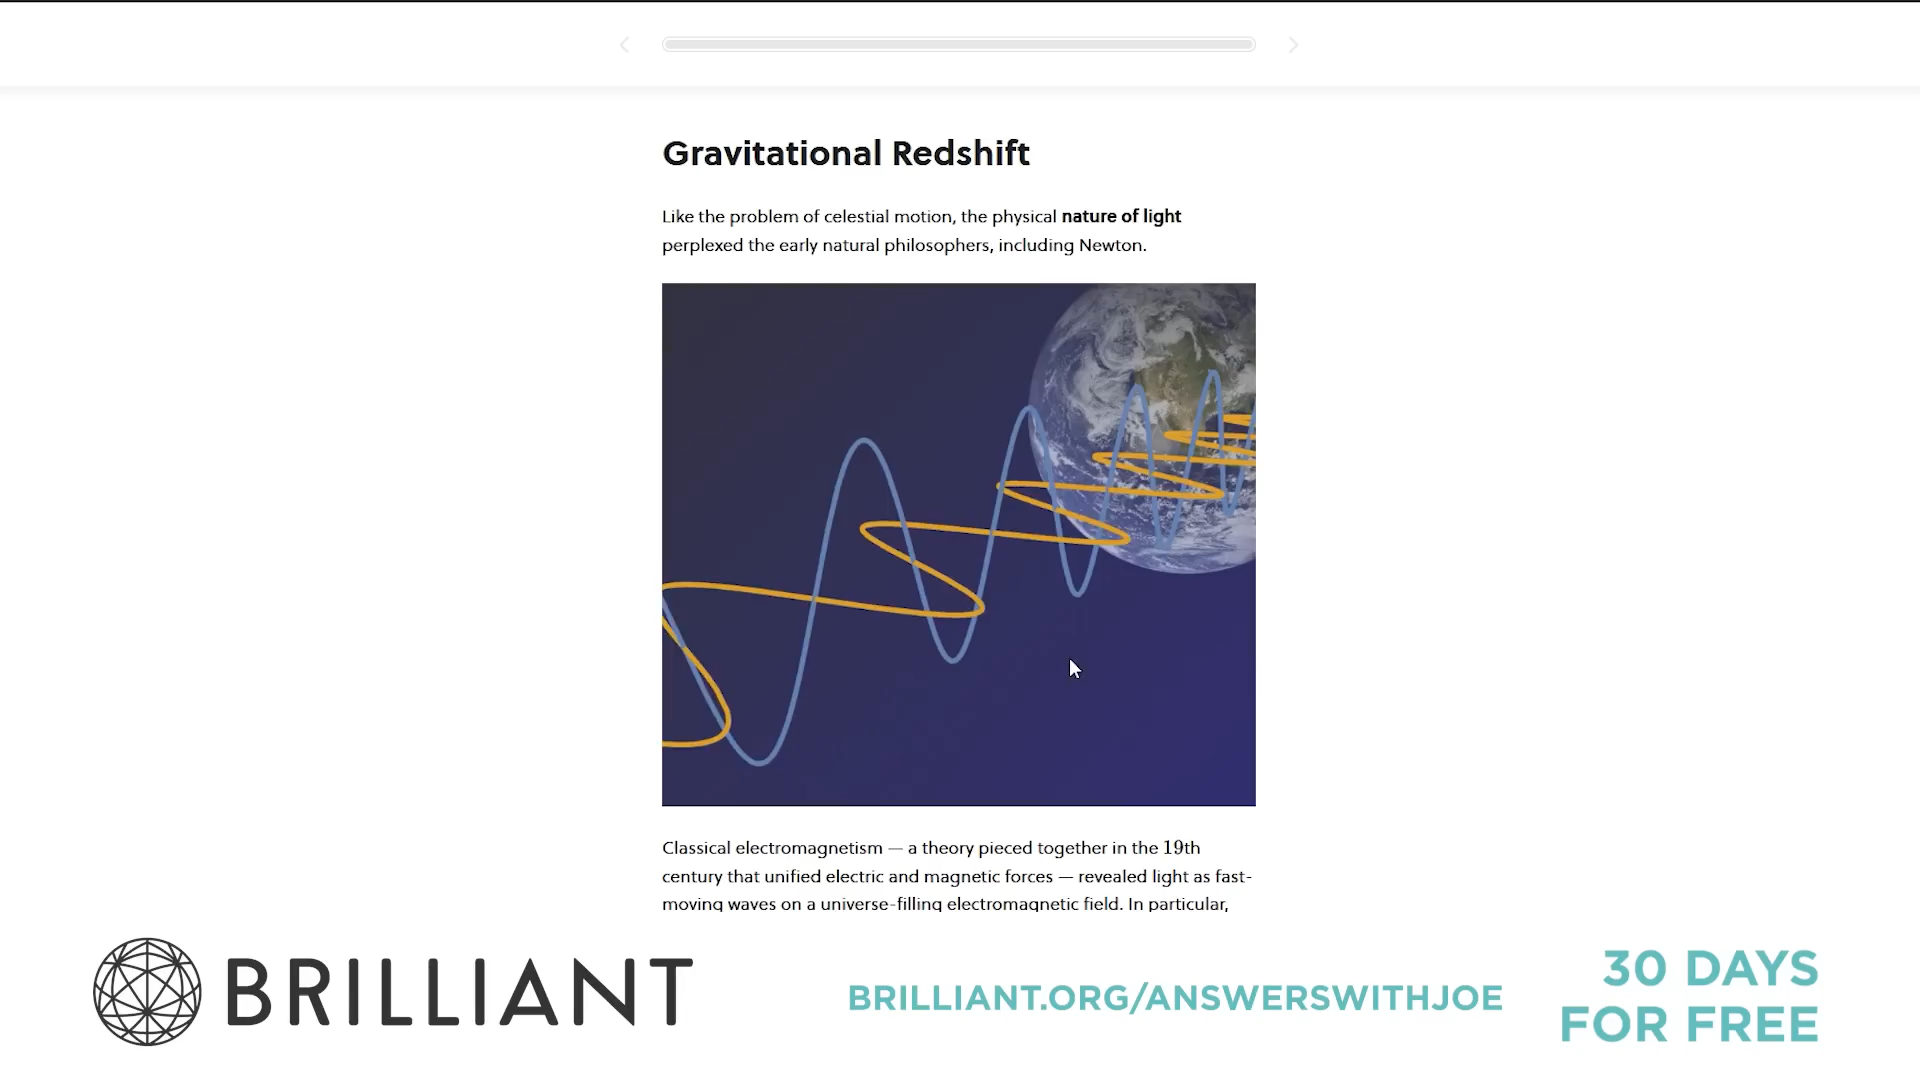 Gravitational Redshift
Like the problem of celestial motion, the physical nature of light
perplexed the early natural philosophers, including Newton.
Classical electromagnetism — a theory pieced together in the 19th
century that unified electric and magnetic forces — revealed light as fast-
moving waves on a universe-filling electromagnetic field. In particular,
BRILLIANT
BRILLIANT.ORG/ANSWERSWITHJOE
30 DAYS
FOR FREE